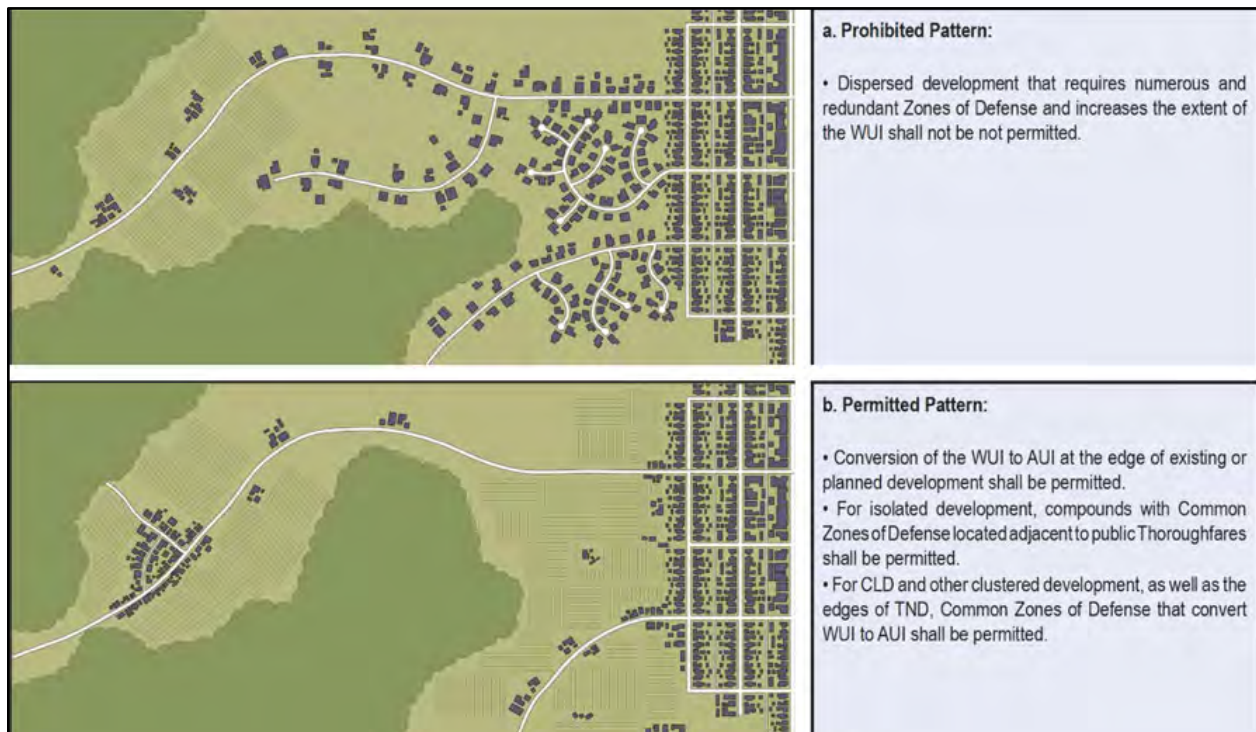 a. Prohibited Pattern:
• Dispersed development that requires numerous and
redundant Zones of Defense and increases the extent of
the WUI shall not be not permitted.
b. Permitted Pattern:
• Conversion of the WUI to AUI at the edge of existing or
planned development shall be permitted.
• For isolated development, compounds with Common
Zones of Defense located adjacent to public Thoroughfares
shall be permitted.
• For CLD and other clustered development, as well as the
edges of TND, Common Zones of Defense that convert
WUI to AUI shall be permitted.